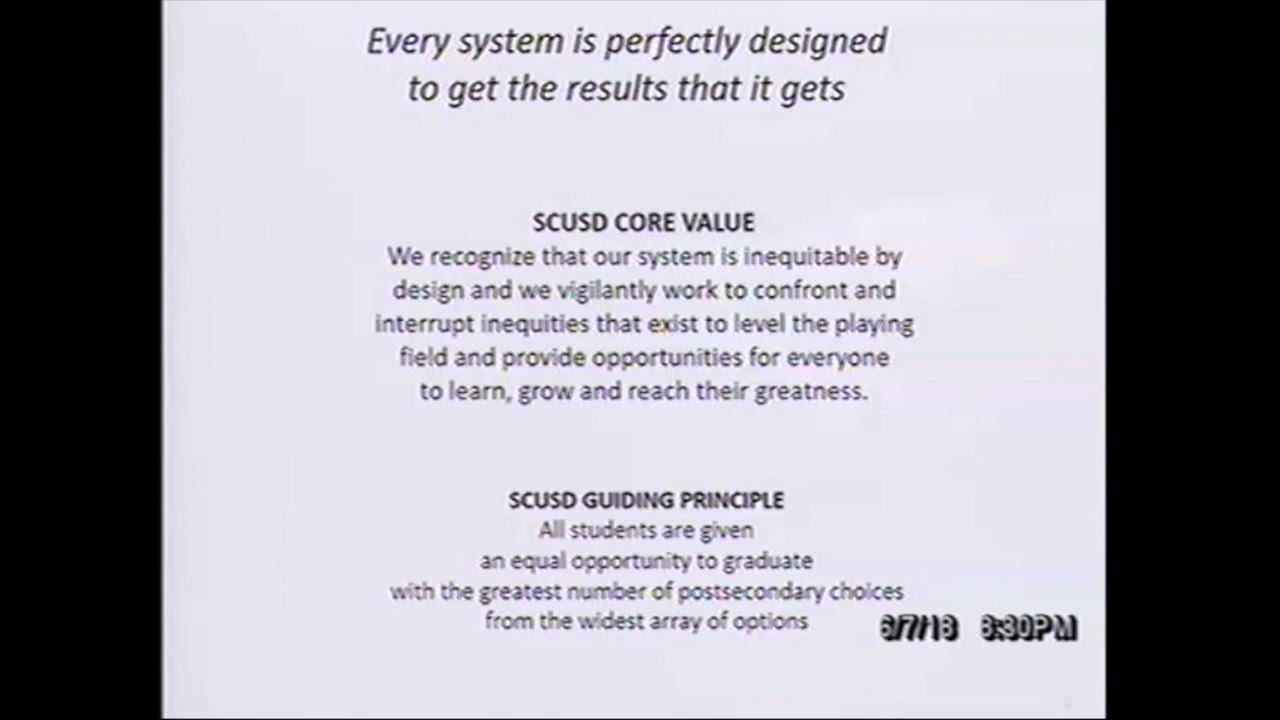 Every system is perfectly designed
to get the results that it gets
SCUSD CORE VALUE
We recognize that our system is inequitable by
design and we vigilantly work to confront and
interrupt inequities that exist to level the playing
field and provide opportunities for everyone
to learn, grow and reach their greatness.
SCUSD GUIDING PRINCIPLE
All students are given
an equal opportunity to graduate
with the greatest number of postsecondary choices
from the widest array of options
6/7/18 8:30PM